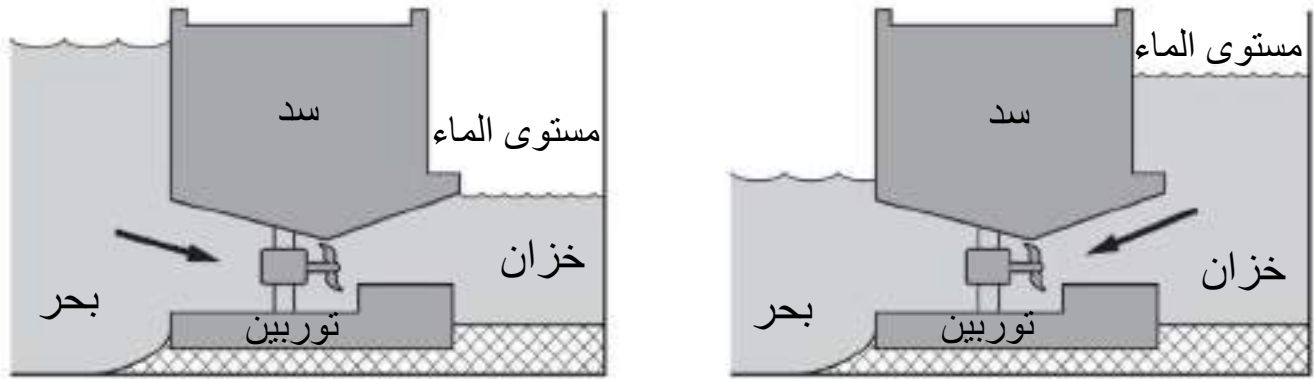 سد
مستوى الماء
خزان
بحر
توربين
مستوى الماء
سد
خزان
بحر
توربين